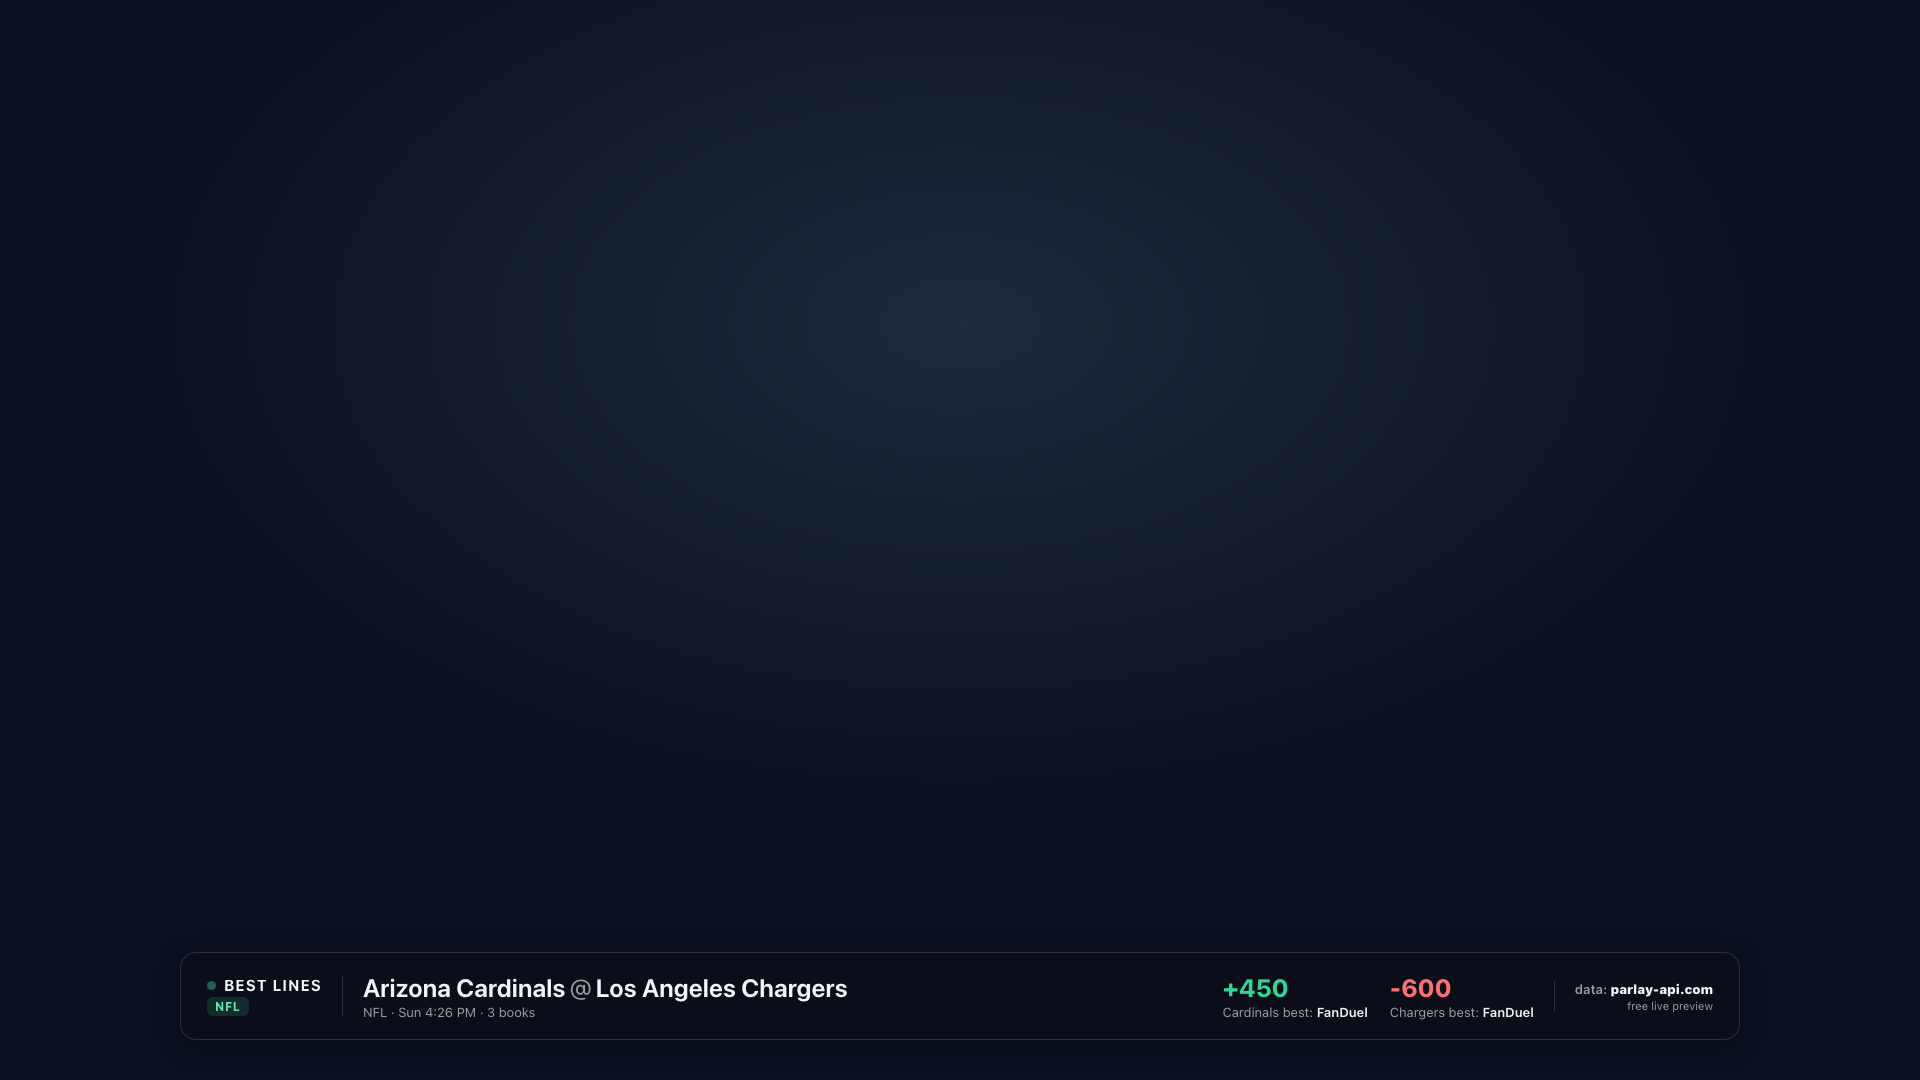 BEST LINES
NFL
Arizona Cardinals @ Los Angeles Chargers
NFL · Sun 4:26 PM · 3 books
+450
Cardinals best: FanDuel
-600
Chargers best: FanDuel
data: parlay-api.com
free live preview